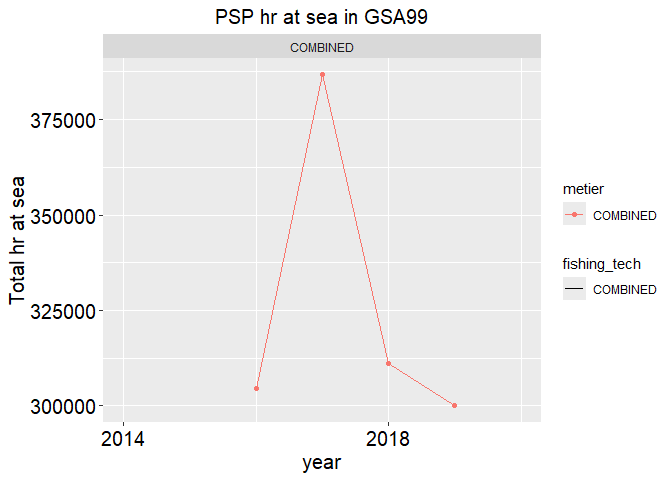 PSP hr at sea in GSA99
COMBINED
375000
350000
325000
300000
Total hr at sea
2014
2018
year
metier
COMBINED
fishing_tech
COMBINED